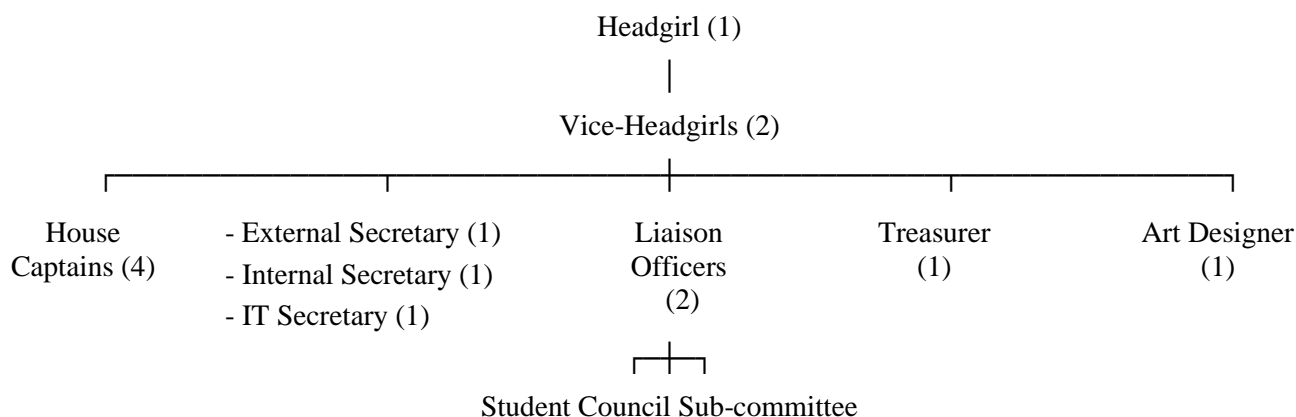 Headgirl (1)
Vice-Headgirls (2)
House
Captains (4)
- External Secretary (1)
- Internal Secretary (1)
- IT Secretary (1)
Liaison
Officers
(2)
Treasurer
(1)
Art Designer
(1)
Student Council Sub-committee